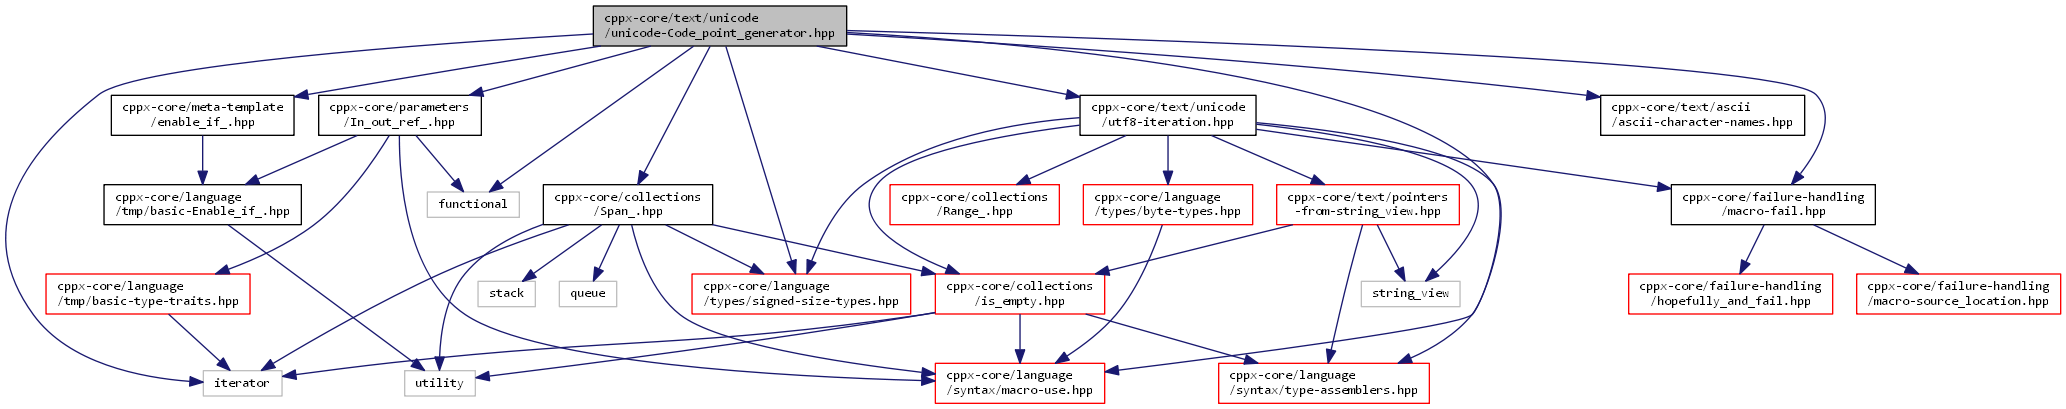 cppx-core/text/unicode
/unicode-Code_point_generator.hpp
cppx-core/meta-template
/enable_if_.hpp
cppx-core/parameters
/In_out_ref_.hpp
cppx-core/text/unicode
/utf8-iteration.hpp
cppx-core/text/ascii
/ascii-character-names.hpp
cppx-core/language
/tmp/basic-Enable_if_.hpp
functional
cppx-core/collections
/Span_.hpp
cppx-core/collections
/Range_.hpp
cppx-core/language
/types/byte-types.hpp
cppx-core/text/pointers
-from-string_view.hpp
cppx-core/failure-handling
/macro-fail.hpp
cppx-core/language
/tmp/basic-type-traits.hpp
stack
queue
cppx-core/language
/types/signed-size-types.hpp
cppx-core/collections
/is_empty.hpp
string_view
cppx-core/failure-handling
/hopefully_and_fail.hpp
cppx-core/failure-handling
/macro-source_location.hpp
iterator
utility
cppx-core/language
/syntax/macro-use.hpp
cppx-core/language
/syntax/type-assemblers.hpp